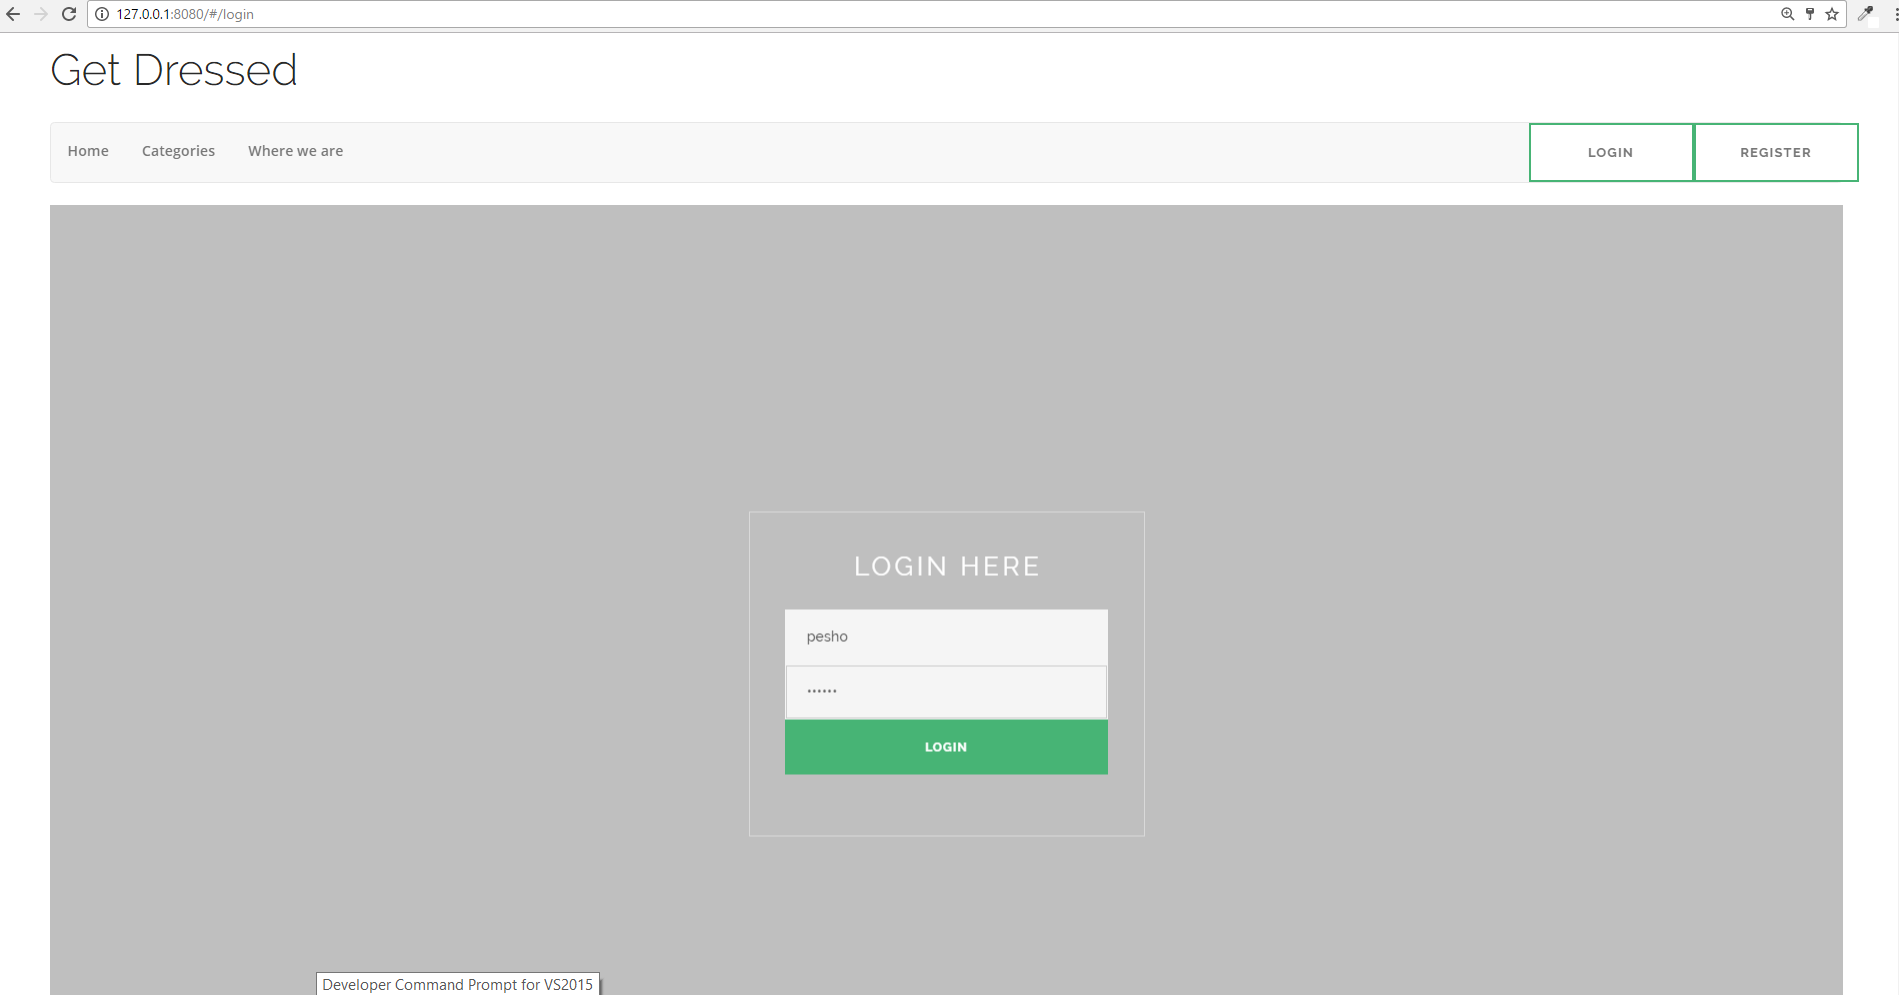 127.0.0.1:8080/#/login
Get Dressed
Home Categories Where we are LOGIN REGISTER
LOGIN HERE
pesho
••••••
LOGIN
Developer Command Prompt for VS2015